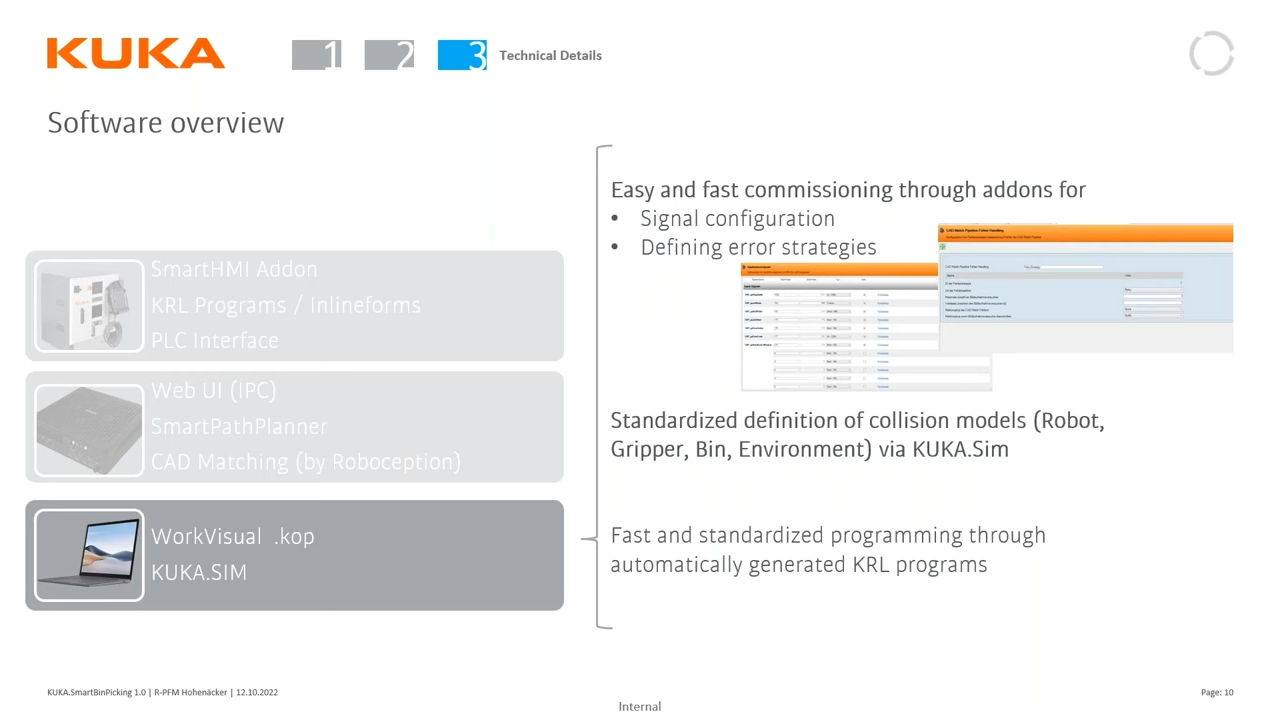 KUKA
1
2
3
Technical Details
Software overview
SmartHMI Addon
KRL Programs / Inlineforms
PLC Interface
Web UI (IPC)
SmartPathPlanner
CAD Matching (by Roboception)
WorkVisual .kop
KUKA.SIM
Easy and fast commissioning through addons for
• Signal configuration
• Defining error strategies
Standardized definition of collision models (Robot,
Gripper, Bin, Environment) via KUKA.Sim
Fast and standardized programming through
automatically generated KRL programs
KUKA.SmartBinPicking 1.0 | R-PFM Hohenäcker | 12.10.2022
Internal
Page: 10